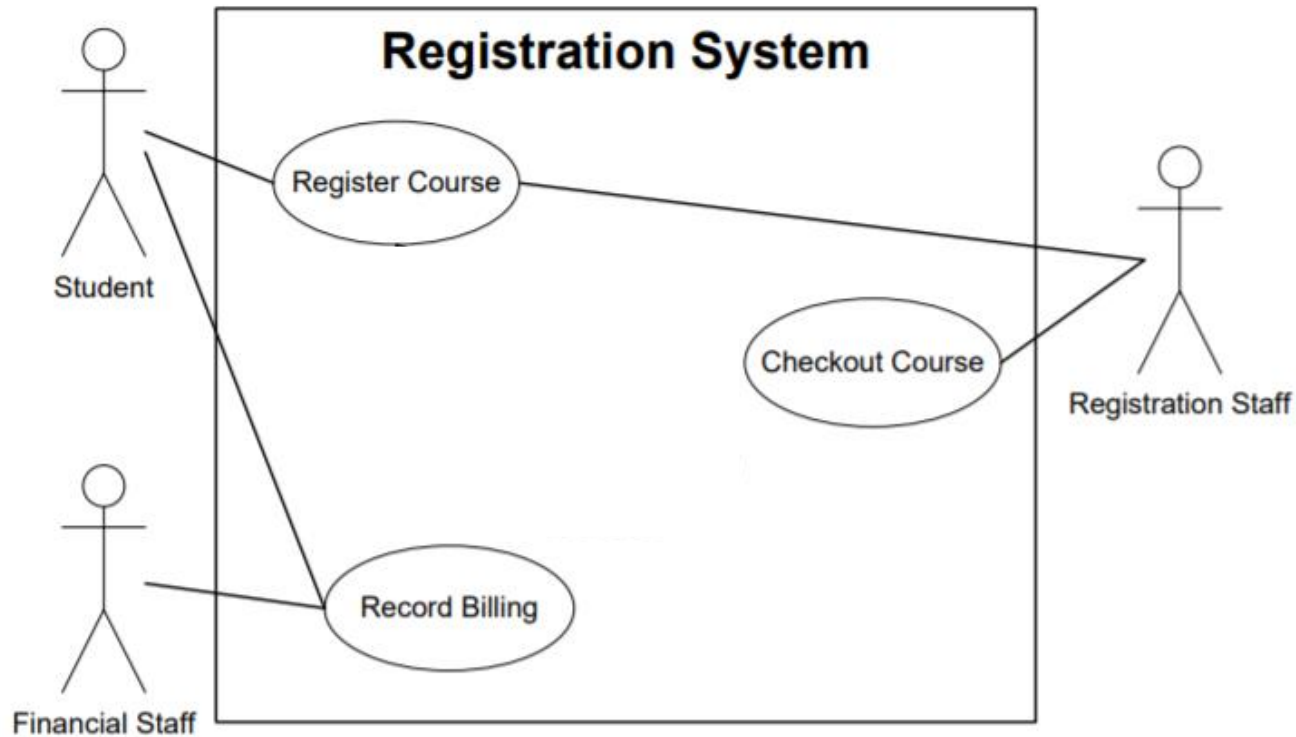 Registration System
Register Course
Student
Checkout Course
Registration Staff
Record Billing
Financial Staff